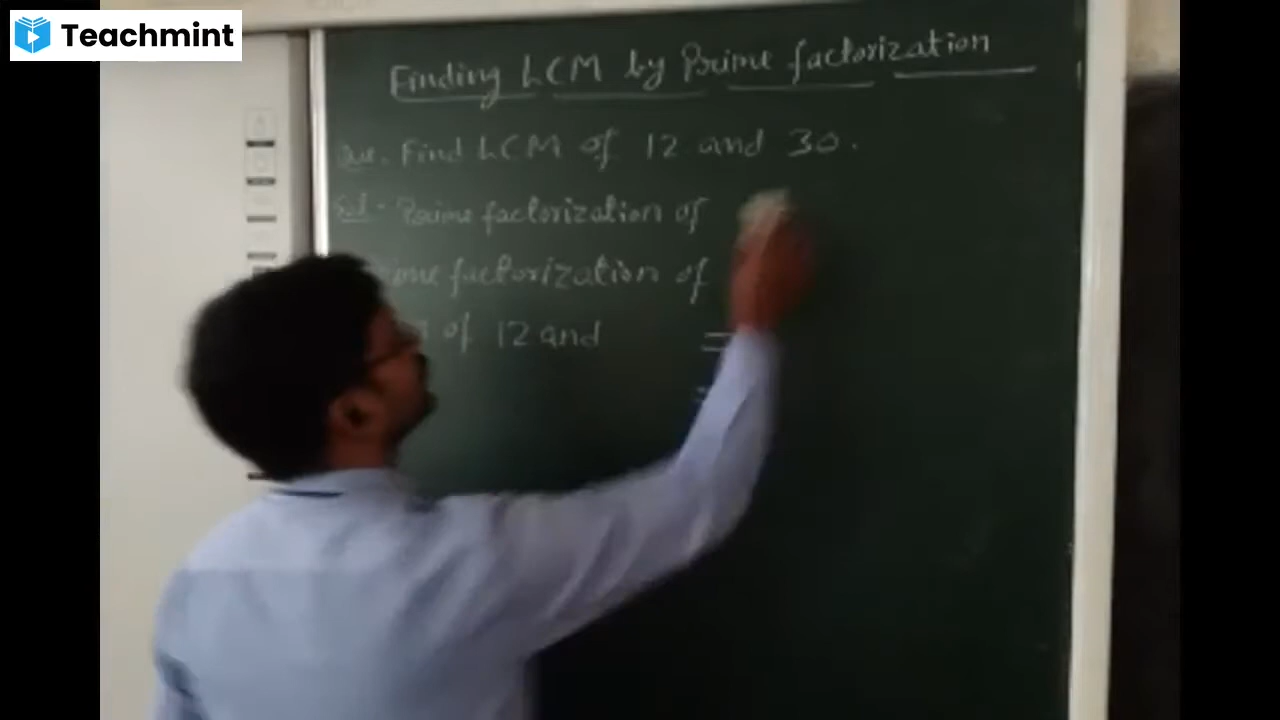 Teachmint
Finding LCM by Prime factorization
Que. Find LCM of 12 and 30.
Sol - Prime factorization of
factorization of
of 12 and =